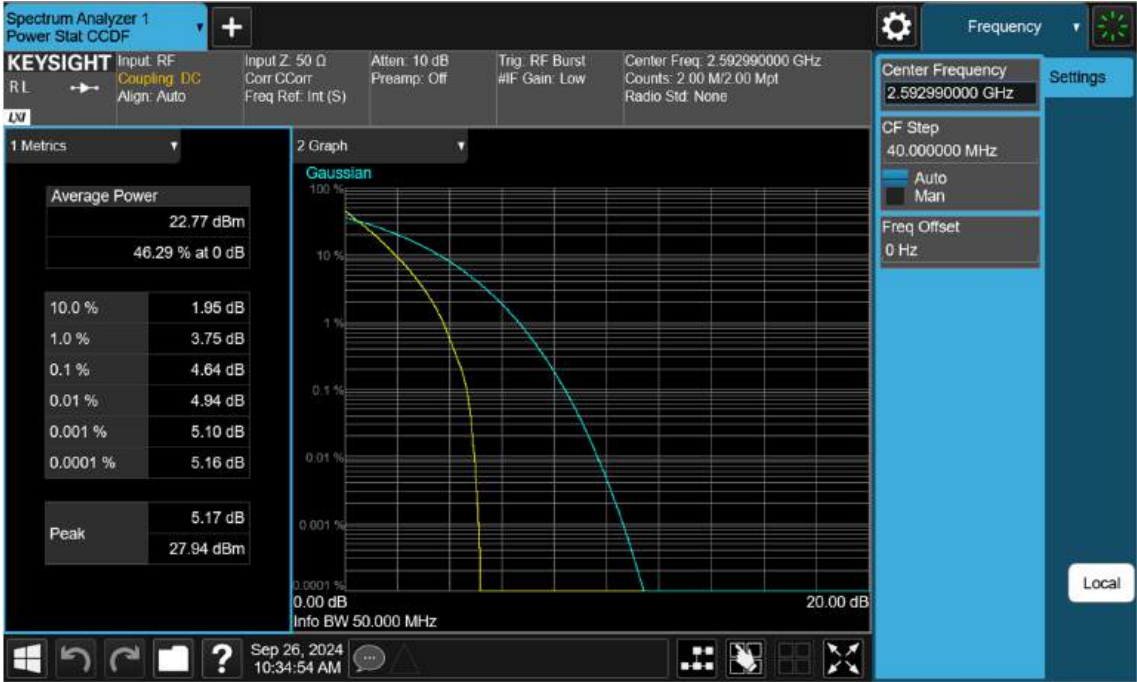 Spectrum Analyzer 1
Power Stat CCDF
Frequency
KEYSIGHT
R L
LXI
Input: RF
Coupling: DC
Align: Auto
Input Z: 50 Ω
Corr CCorr
Freq Ref: Int (S)
Atten: 10 dB
Preamp: Off
Trig: RF Burst
#IF Gain: Low
Center Freq: 2.592990000 GHz
Counts: 2.00 M/2.00 Mpt
Radio Std: None
Center Frequency
2.592990000 GHz
Settings
CF Step
40.000000 MHz
Auto
Man
Freq Offset
0 Hz
Local
1 Metrics
Average Power
22.77 dBm
46.29 % at 0 dB
10.0 % 1.95 dB
1.0 % 3.75 dB
0.1 % 4.64 dB
0.01 % 4.94 dB
0.001 % 5.10 dB
0.0001 % 5.16 dB
Peak
5.17 dB
27.94 dBm
2 Graph
Gaussian
100 %
10 %
1 %
0.1 %
0.01 %
0.001 %
0.0001 %
0.00 dB 20.00 dB
Info BW 50.000 MHz
?
Sep 26, 2024
10:34:54 AM